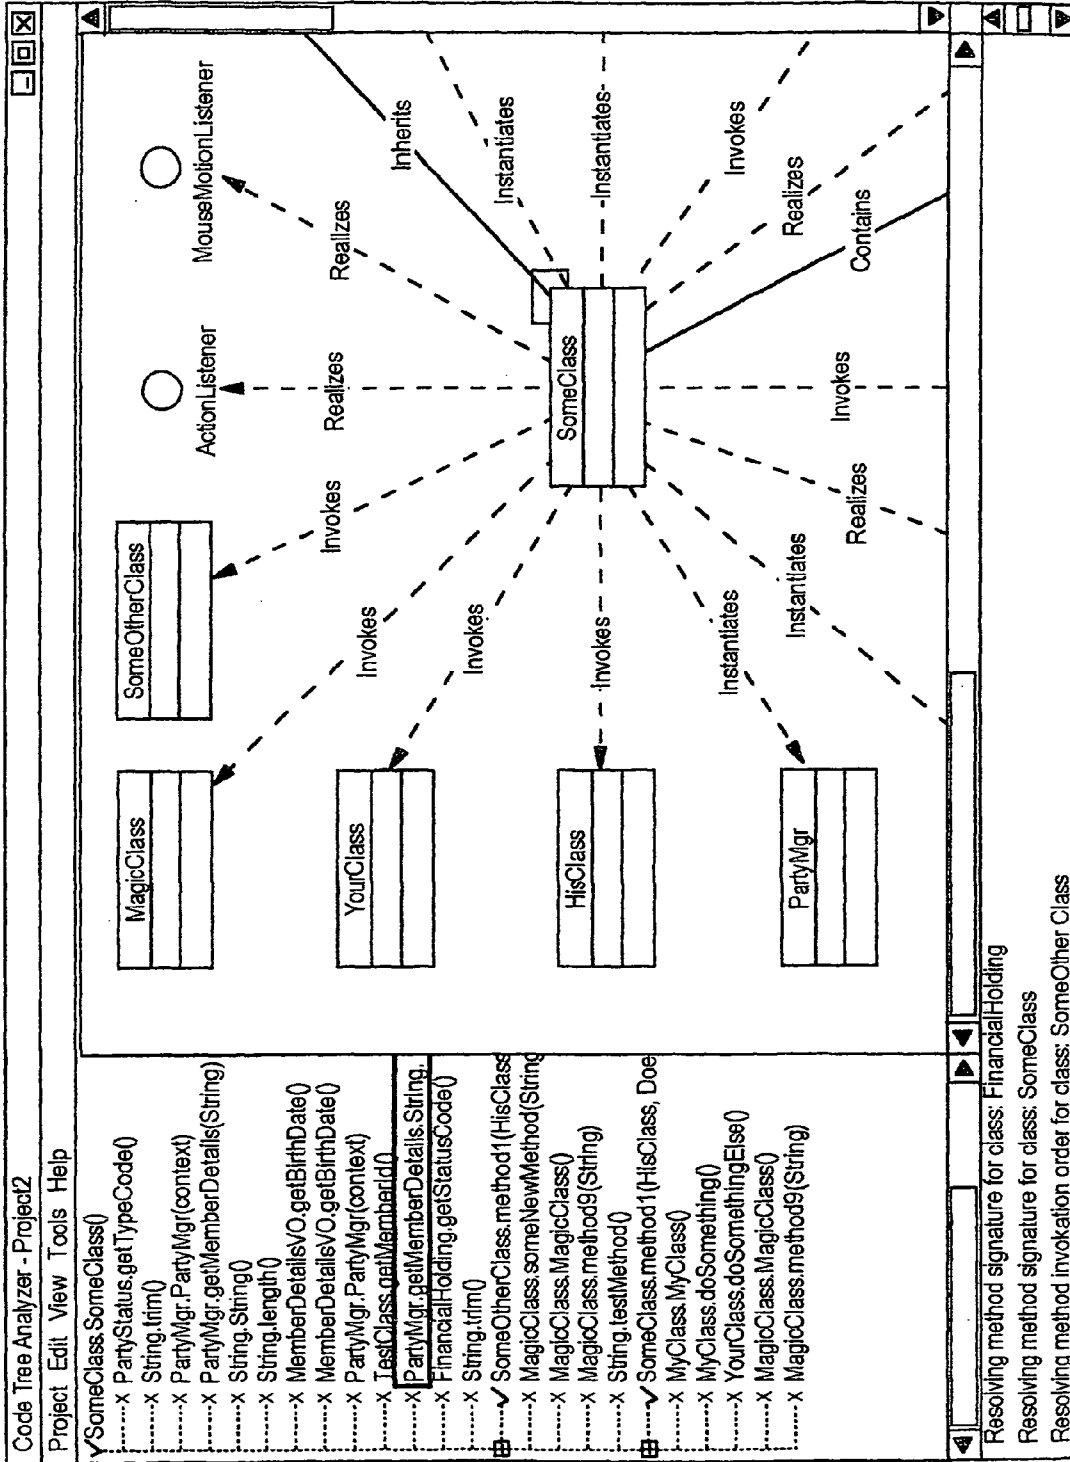 Code Tree Analyzer - Project2
Project Edit View Tools Help
SomeClass.SomeClass()
PartyStatus.getTypeCode()
String.trim()
PartyMgr.PartyMgr(context)
PartyMgr.getMemberDetails(String)
String.String()
String.length()
MemberDetailsVO.getBirthDate()
MemberDetailsVO.getBirthDate()
PartyMgr.PartyMgr(context)
TestClass.getMemberId()
PartyMgr.getMemberDetails.String,
FinancialHolding.getStatusCode()
String.trim()
SomeOtherClass.method1(HisClass
MagicClass.someNewMethod(String
MagicClass.MagicClass()
MagicClass.method9(String)
String.testMethod()
SomeClass.method1(HisClass, Doe
MyClass.MyClass()
MyClass.doSomething()
YourClass.doSomethingElse()
MagicClass.MagicClass()
MagicClass.method9(String)
MagicClass
SomeOtherClass
ActionListener
MouseMotionListener
Invokes
Realizes
Realizes
Inherits
Invokes
YourClass
Invokes
Instantiates
HisClass
Invokes
SomeClass
Instantiates
PartyMgr
Instantiates
Invokes
Instantiates
Realizes
Realizes
Invokes
Contains
Resolving method signature for class: FinancialHolding
Resolving method signature for class: SomeClass
Resolving method invokation order for class: SomeOther Class